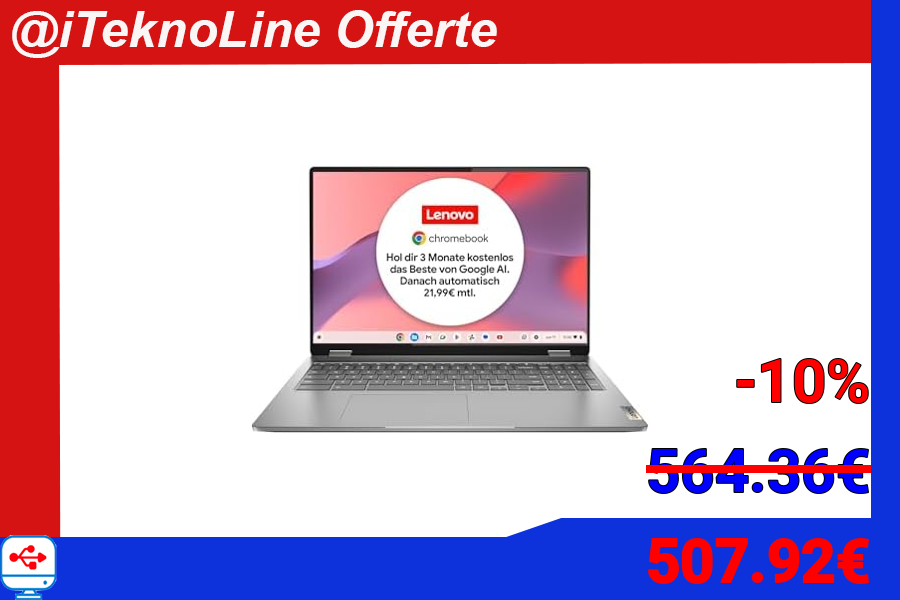 @iTeknoLine Offerte
Lenovo
chromebook
Hol dir 3 Monate kostenlos
das Beste von Google AI.
Danach automatisch
21,99€ mtl.
-10%
564.36€
507.92€